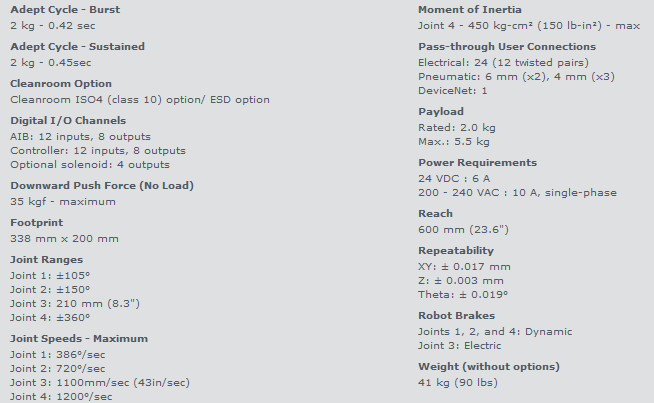 Adept Cycle - Burst
2 kg - 0.42 sec
Adept Cycle - Sustained
2 kg - 0.45sec
Cleanroom Option
Cleanroom ISO4 (class 10) option/ ESD option
Digital I/O Channels
AIB: 12 inputs, 8 outputs
Controller: 12 inputs, 8 outputs
Optional solenoid: 4 outputs
Downward Push Force (No Load)
35 kgf - maximum
Footprint
338 mm x 200 mm
Joint Ranges
Joint 1: ±105°
Joint 2: ±150°
Joint 3: 210 mm (8.3")
Joint 4: ±360°
Joint Speeds - Maximum
Joint 1: 386°/sec
Joint 2: 720°/sec
Joint 3: 1100mm/sec (43in/sec)
Joint 4: 1200°/sec
Moment of Inertia
Joint 4 - 450 kg-cm² (150 lb-in²) - max
Pass-through User Connections
Electrical: 24 (12 twisted pairs)
Pneumatic: 6 mm (x2), 4 mm (x3)
DeviceNet: 1
Payload
Rated: 2.0 kg
Max.: 5.5 kg
Power Requirements
24 VDC : 6 A
200 - 240 VAC : 10 A, single-phase
Reach
600 mm (23.6")
Repeatability
XY: ± 0.017 mm
Z: ± 0.003 mm
Theta: ± 0.019°
Robot Brakes
Joints 1, 2, and 4: Dynamic
Joint 3: Electric
Weight (without options)
41 kg (90 lbs)